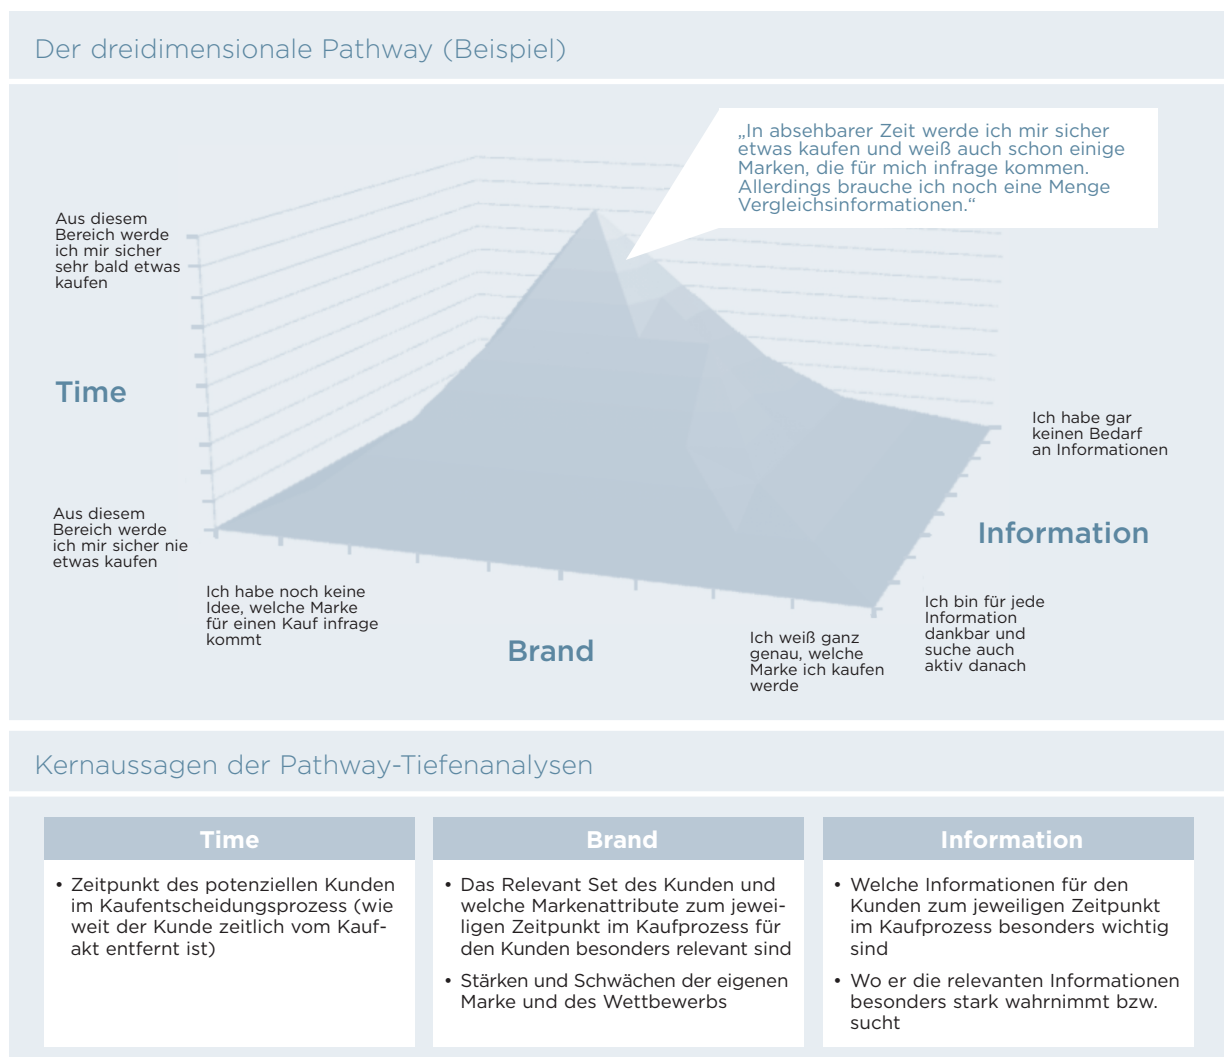 Der dreidimensionale Pathway (Beispiel)
„In absehbarer Zeit werde ich mir sicher
etwas kaufen und weiß auch schon einige
Marken, die für mich infrage kommen.
Allerdings brauche ich noch eine Menge
Vergleichsinformationen.“
Aus diesem
Bereich werde
ich mir sicher
sehr bald etwas
kaufen
Time
Aus diesem
Bereich werde
ich mir sicher nie
etwas kaufen
Ich habe noch keine
Idee, welche Marke
für einen Kauf infrage
kommt
Brand
Ich weiß ganz
genau, welche
Marke ich kaufen
werde
Ich habe gar
keinen Bedarf
an Informationen
Information
Ich bin für jede
Information
dankbar und
suche auch
aktiv danach
Kernaussagen der Pathway-Tiefenanalysen
Time
• Zeitpunkt des potenziellen Kunden
im Kaufentscheidungsprozess (wie
weit der Kunde zeitlich vom Kauf-
akt entfernt ist)
Brand
• Das Relevant Set des Kunden und
welche Markenattribute zum jewei-
ligen Zeitpunkt im Kaufprozess für
den Kunden besonders relevant sind
• Stärken und Schwächen der eigenen
Marke und des Wettbewerbs
Information
• Welche Informationen für den
Kunden zum jeweiligen Zeitpunkt
im Kaufprozess besonders wichtig
sind
• Wo er die relevanten Informationen
besonders stark wahrnimmt bzw.
sucht